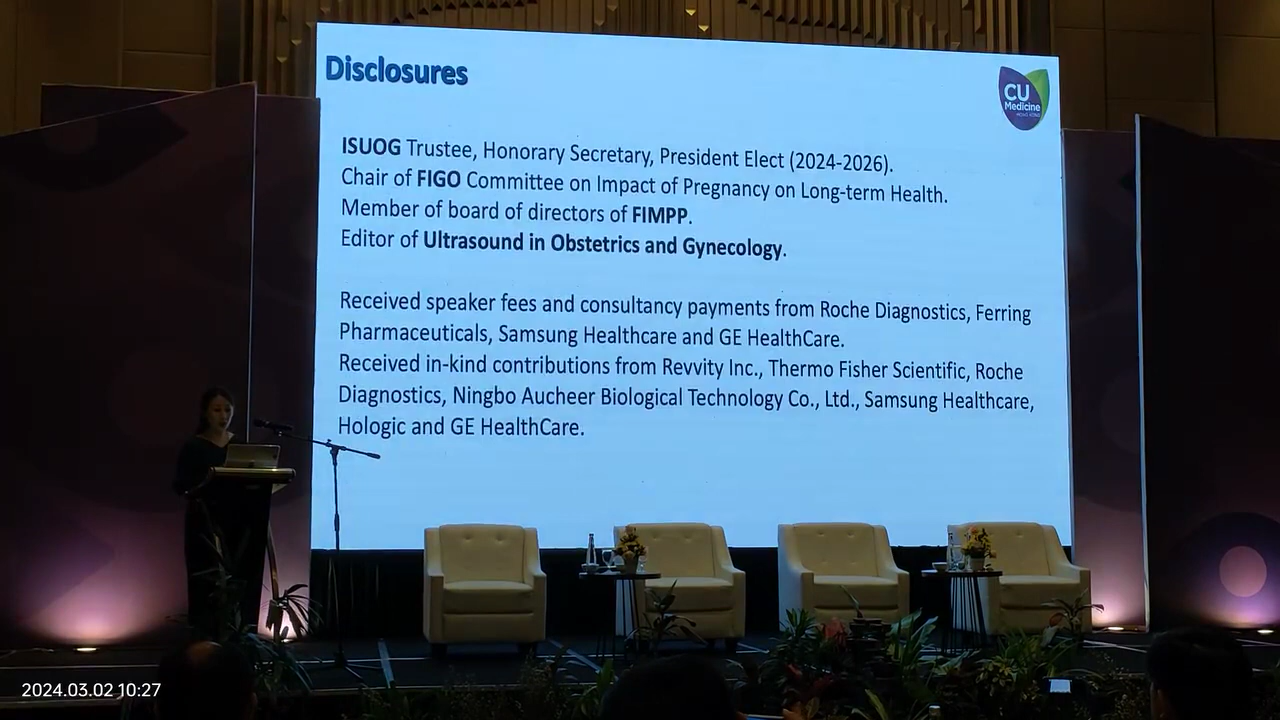 Disclosures
CU
Medicine
HONG KONG
ISUOG Trustee, Honorary Secretary, President Elect (2024-2026).
Chair of FIGO Committee on Impact of Pregnancy on Long-term Health.
Member of board of directors of FIMPP.
Editor of Ultrasound in Obstetrics and Gynecology.
Received speaker fees and consultancy payments from Roche Diagnostics, Ferring
Pharmaceuticals, Samsung Healthcare and GE HealthCare.
Received in-kind contributions from Revvity Inc., Thermo Fisher Scientific, Roche
Diagnostics, Ningbo Aucheer Biological Technology Co., Ltd., Samsung Healthcare,
Hologic and GE HealthCare.
2024.03.02 10:27